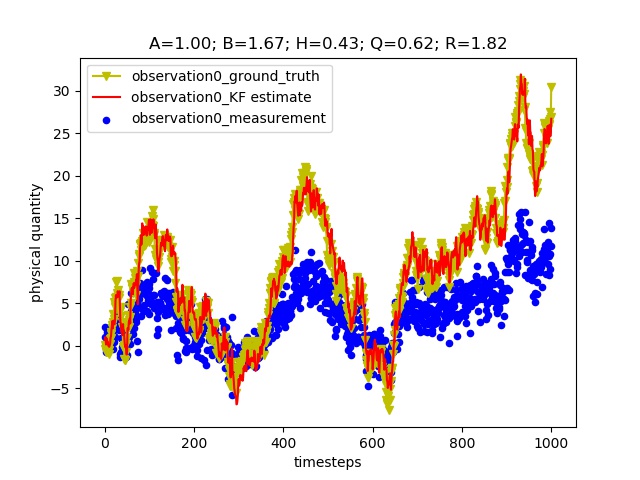 A=1.00; B=1.67; H=0.43; Q=0.62; R=1.82
observation0_ground_truth
observation0_KF estimate
observation0_measurement
30
25
20
15
10
5
0
−5
physical quantity
0 200 400 600 800 1000
timesteps